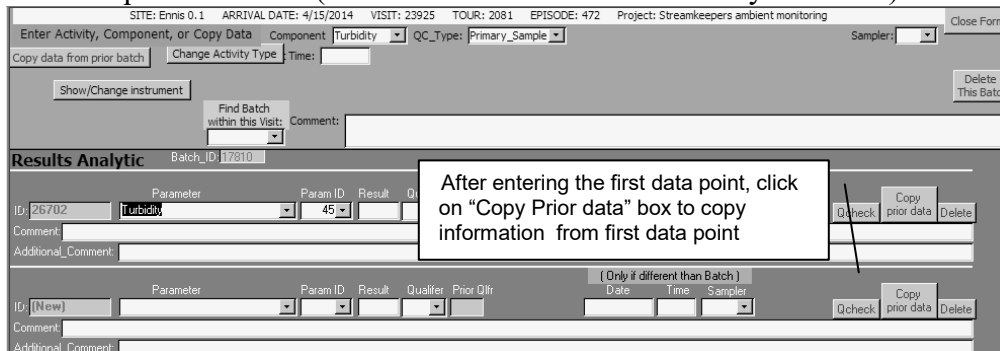 SITE: Ennis 0.1 ARRIVAL DATE: 4/15/2014 VISIT: 23925 TOUR: 2081 EPISODE: 472 Project: Streamkeepers ambient monitoring
Close Form
Enter Activity, Component, or Copy Data Component Turbidity QC_Type: Primary_Sample Sampler:
Copy data from prior batch Change Activity Type Time:
Show/Change instrument
Delete
This Batc
Find Batch
within this Visit: Comment:
Results Analytic Batch_ID: 17810
After entering the first data point, click
on “Copy Prior data” box to copy
information from first data point
Parameter Param ID Result
ID: 26702 Turbidity 45 Qcheck Copy prior data Delete
Comment:
Additional_Comment:
( Only if different than Batch )
Parameter Param ID Result Qualifer Prior Qlfr Date Time Sampler
ID: (New) Qcheck Copy prior data Delete
Comment:
Additional_Comment: